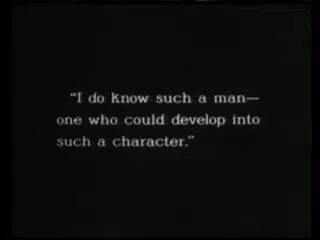 "I do know such a man—
one who could develop into
such a character."